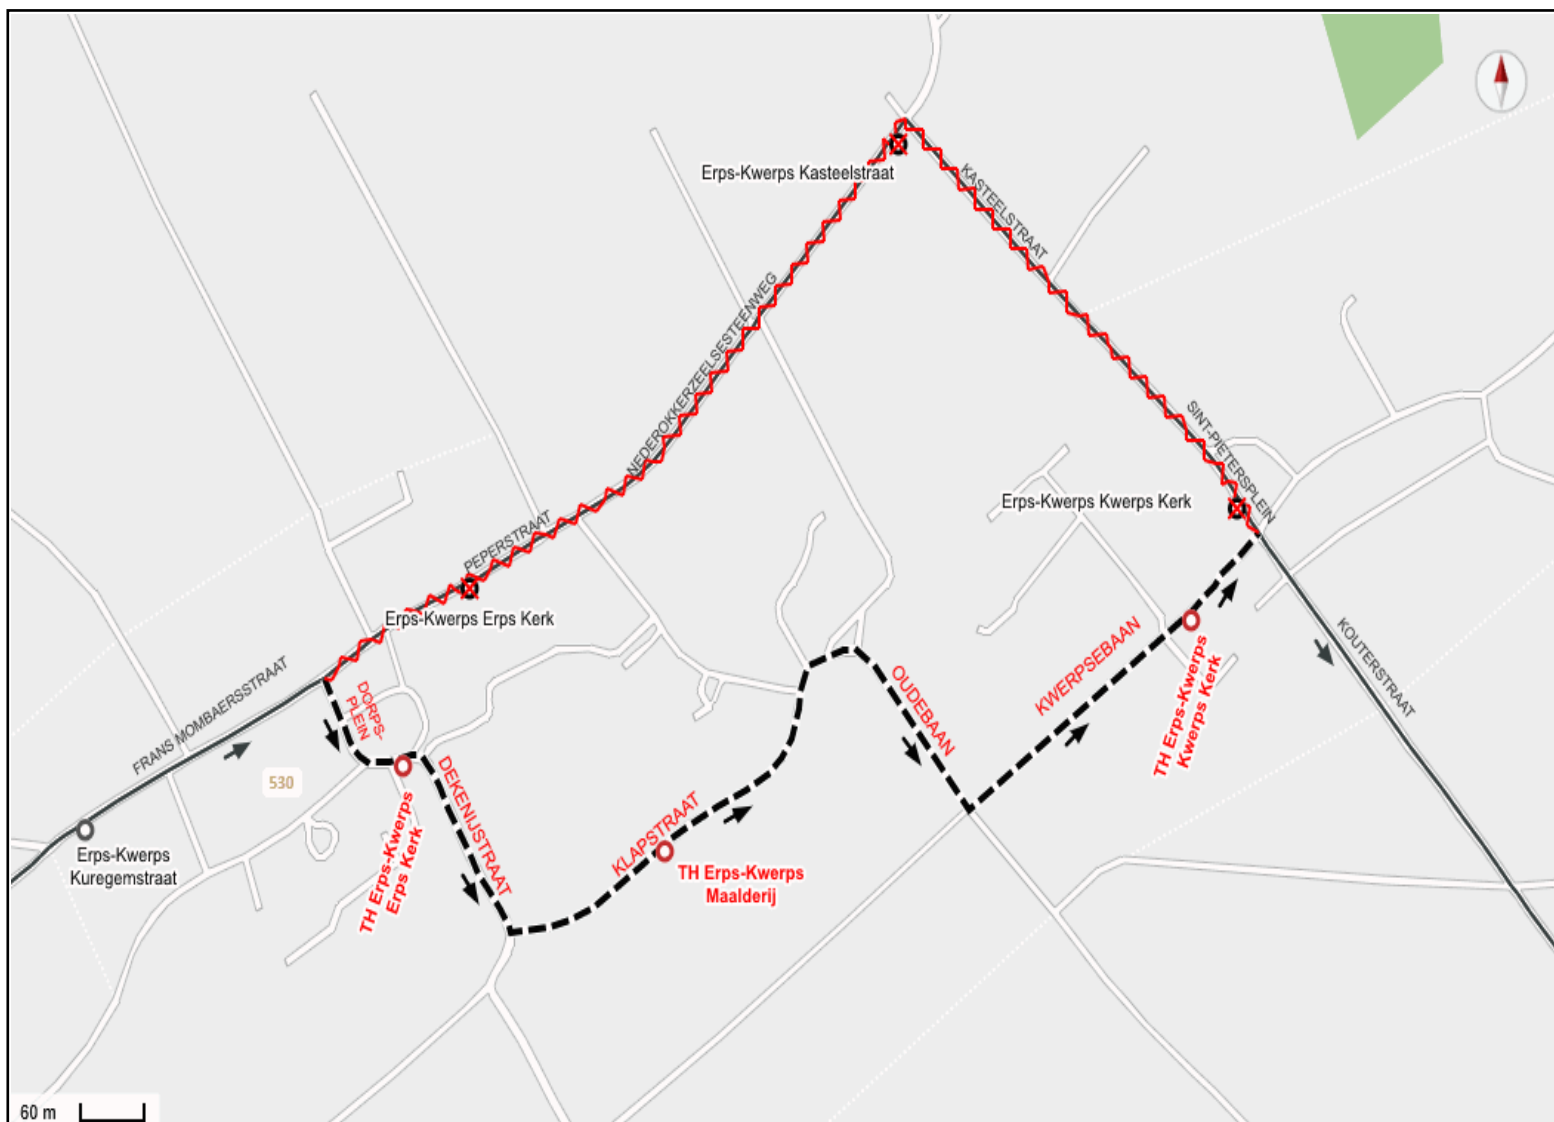 Erps-Kwerps Kasteelstraat
KASTEELSTRAAT
NEDEROKKERZEELSESTEENWEG
SINT-PIETERSPLEIN
Erps-Kwerps Kwerps Kerk
PEPERSTRAAT
Erps-Kwerps Erps Kerk
KOUTERSTRAAT
FRANS MOMBAERSSTRAAT
DORPS-
PLEIN
OUDEBAAN
KWERPSEBAAN
TH Erps-Kwerps
Kwerps Kerk
530
DEKENIJSTRAAT
KLAPSTRAAT
Erps-Kwerps
Kuregemstraat
TH Erps-Kwerps
Erps Kerk
TH Erps-Kwerps
Maalderij
60 m